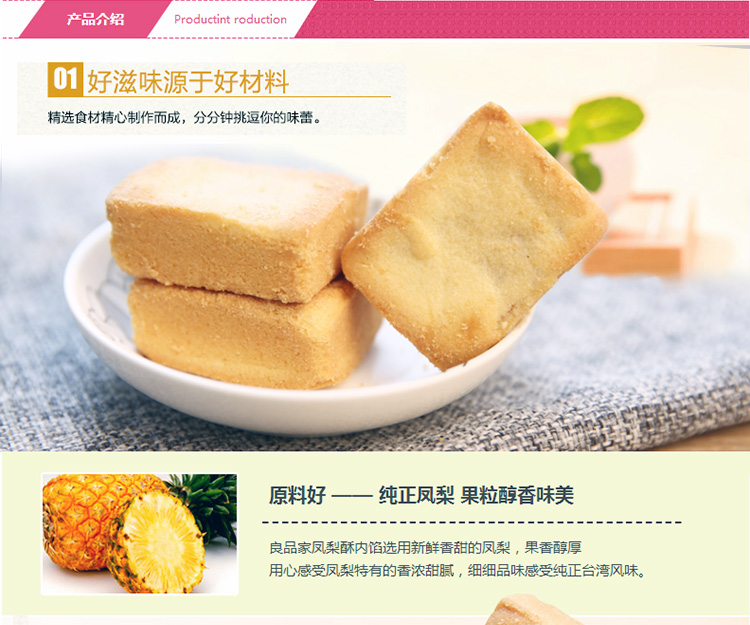 产品介绍
Productint roduction
01 好滋味源于好材料
精选食材精心制作而成，分分钟挑逗你的味蕾。
原料好 —— 纯正凤梨 果粒醇香味美
良品家凤梨酥内馅选用新鲜香甜的凤梨，果香醇厚
用心感受凤梨特有的香浓甜腻，细细品味感受纯正台湾风味。